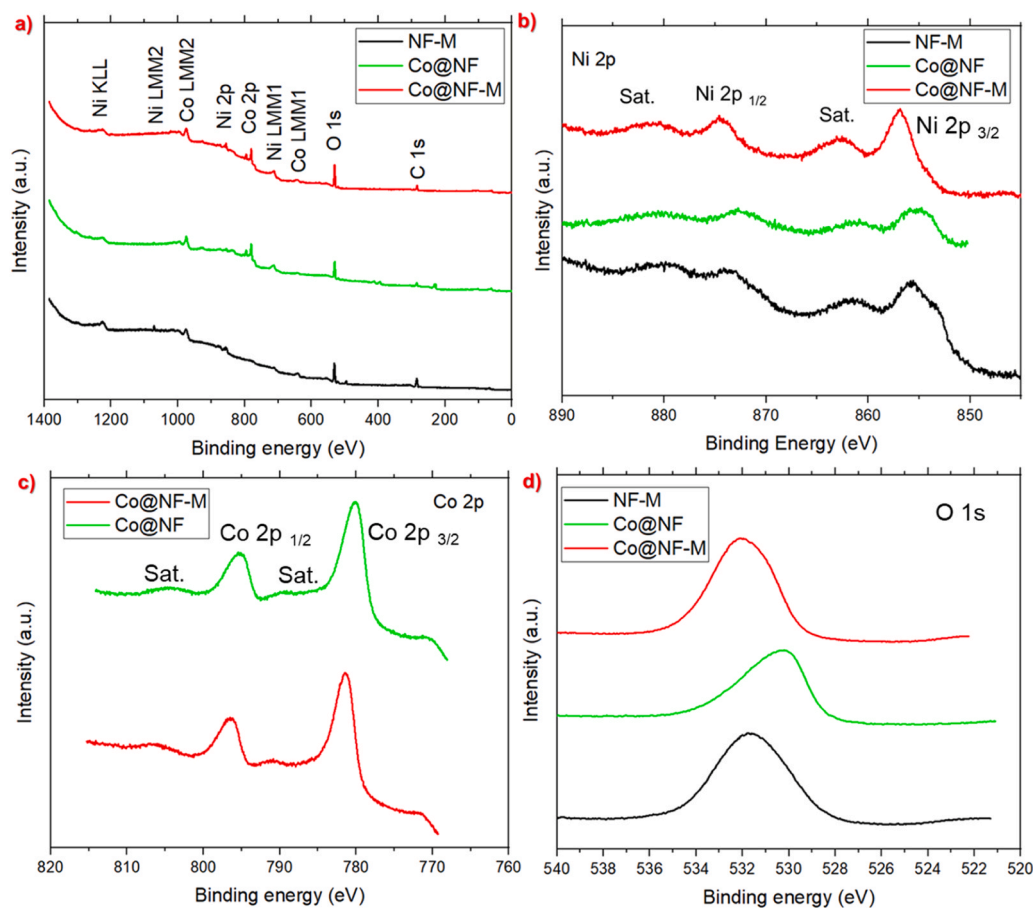 a)
NF-M
Co@NF
Co@NF-M
Ni KLL
Ni LMM2
Co LMM2
Ni 2p
Co 2p
Ni LMM1
Co LMM1
O 1s
C 1s
Intensity (a.u.)
1400 1200 1000 800 600 400 200 0
Binding energy (eV)
b)
Ni 2p
NF-M
Co@NF
Co@NF-M
Sat.
Ni 2p 1/2
Sat.
Ni 2p 3/2
Intensity (a.u.)
890 880 870 860 850
Binding Energy (eV)
c)
Co@NF-M
Co@NF
Co 2p
Co 2p 1/2
Co 2p 3/2
Sat.
Sat.
Intensity (a.u.)
820 810 800 790 780 770 760
Binding energy (eV)
d)
NF-M
Co@NF
Co@NF-M
O 1s
Intensity (a.u.)
540 538 536 534 532 530 528 526 524 522 520
Binding energy (eV)